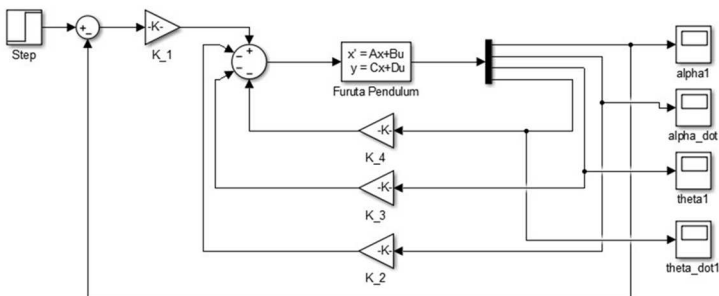 Step
+
-
-K-
K_1
+
-
-
-
x' = Ax+Bu
y = Cx+Du
Furuta Pendulum
alpha1
alpha_dot
-K-
K_4
-K-
K_3
theta1
-K-
K_2
theta_dot1